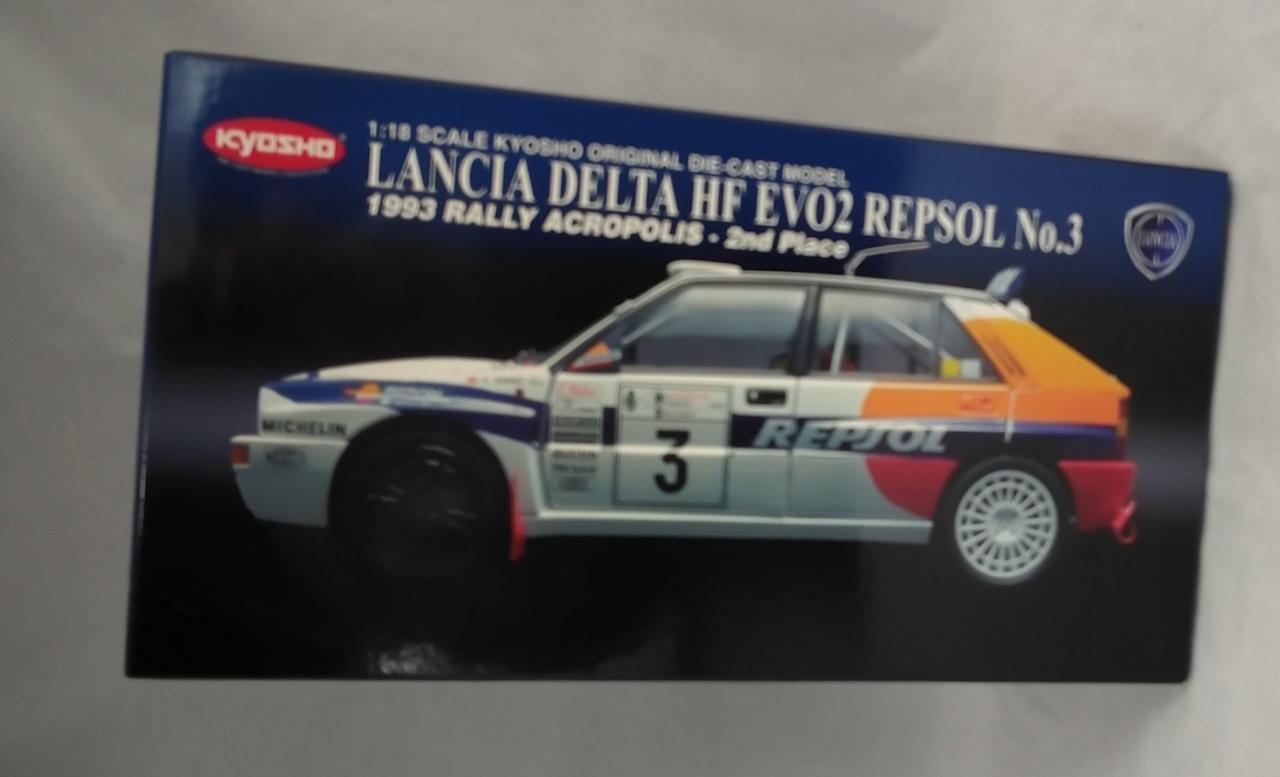 KYOSHO
1:18 SCALE KYOSHO ORIGINAL DIE-CAST MODEL
LANCIA DELTA HF EVO2 REPSOL No.3
1993 RALLY ACROPOLIS · 2nd Place
LANCIA
MICHELIN
3
REPSOL